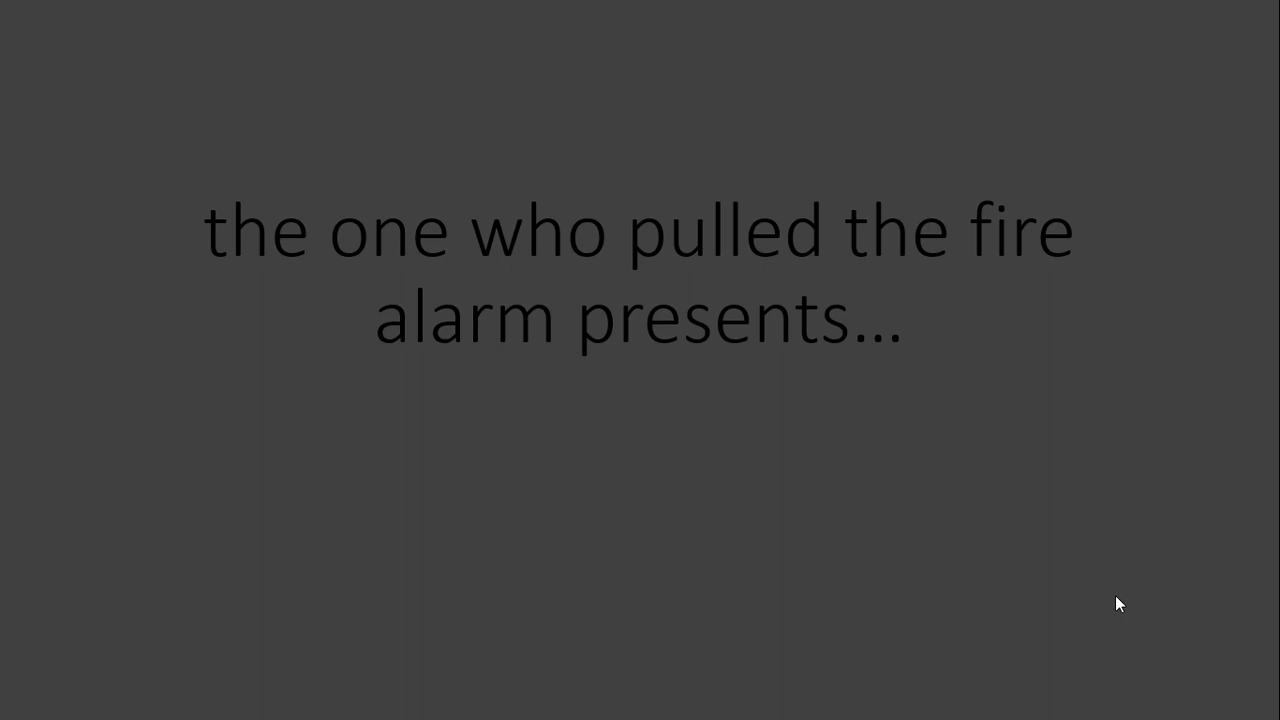 the one who pulled the fire
alarm presents...